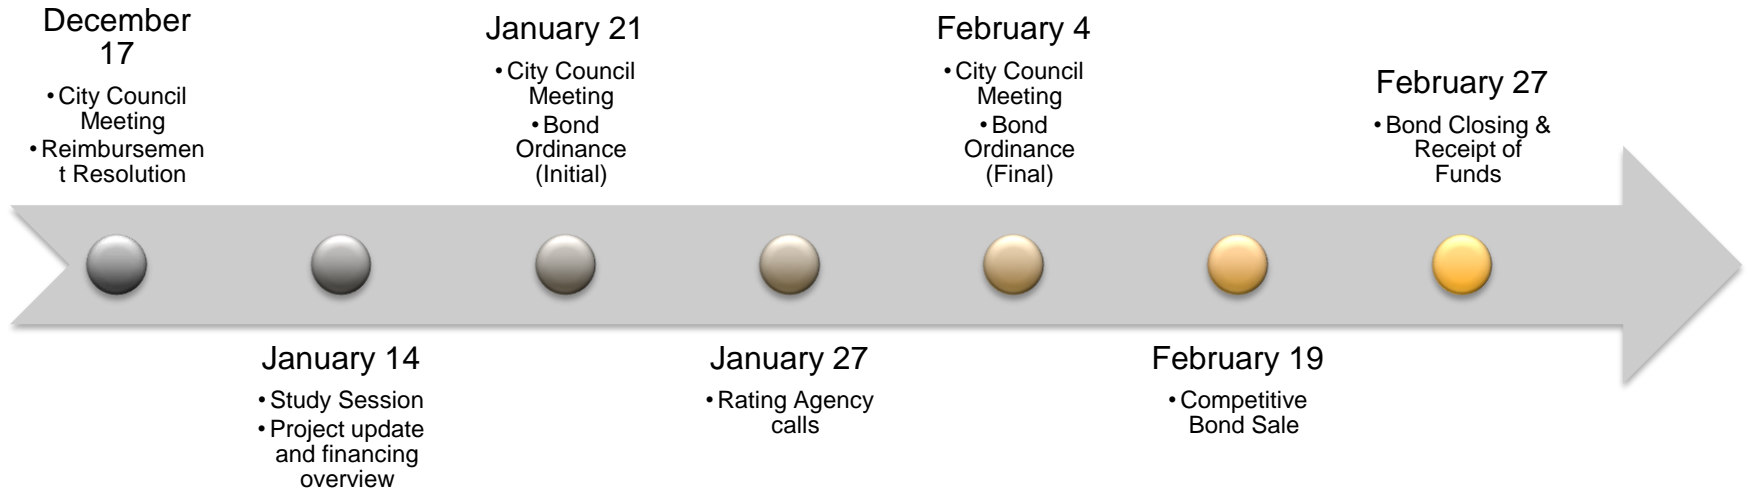 December
17
•City Council
Meeting
•Reimbursemen
t Resolution
January 14
•Study Session
•Project update
and financing
overview
January 21
•City Council
Meeting
•Bond
Ordinance
(Initial)
January 27
•Rating Agency
calls
February 4
•City Council
Meeting
•Bond
Ordinance
(Final)
February 19
•Competitive
Bond Sale
February 27
•Bond Closing &
Receipt of
Funds